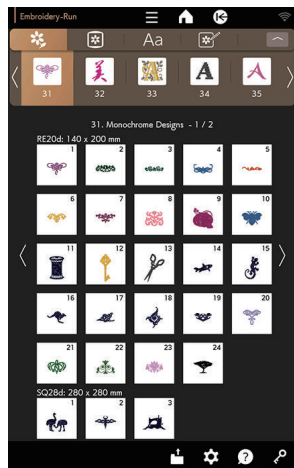 Embroidery-Run
Aa
美 A A A
31 32 33 34 35
31. Monochrome Designs - 1 / 2
RE20d: 140 x 200 mm
1 2 3 4 5
6 7 8 9 10
11 12 13 14 15
16 17 18 19 20
21 22 23 24
SQ28d: 280 x 280 mm
1 2 3
?